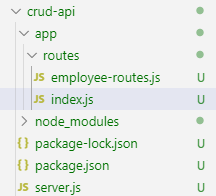 crud-api
app
routes
JS employee-routes.js U
JS index.js U
node_modules
{} package-lock.json U
{} package.json U
JS server.js U